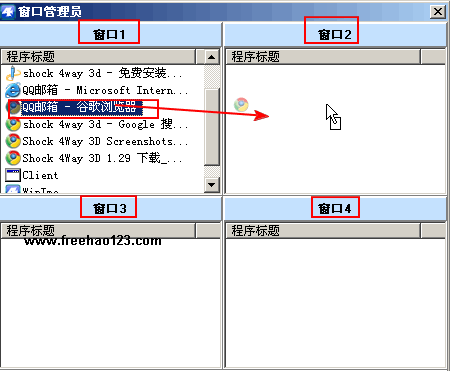 窗口管理员
窗口1
窗口2
程序标题
程序标题
shock 4way 3d - 免费安装...
QQ邮箱 - Microsoft Intern...
QQ邮箱 - 谷歌浏览器
shock 4way 3d - Google 搜...
Shock 4Way 3D Screenshots...
Shock 4Way 3D 1.29 下载_...
Client
窗口3
窗口4
程序标题
程序标题
www.freehao123.com